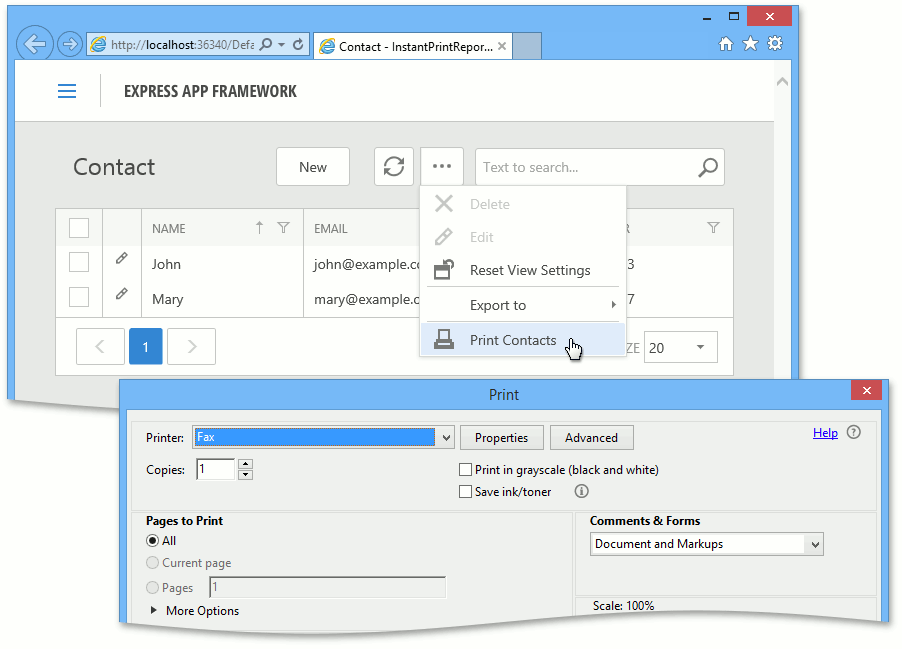 http://localhost:36340/Defa
Contact - InstantPrintRepor...
EXPRESS APP FRAMEWORK
Contact
New
Text to search...
Delete
Edit
Reset View Settings
Export to
Print Contacts
NAME
EMAIL
R
John
john@example.co
3
Mary
mary@example.c
7
1
ZE
20
Print
Printer:
Fax
Properties
Advanced
Help
Copies:
1
Print in grayscale (black and white)
Save ink/toner
Pages to Print
All
Current page
Pages
1
More Options
Comments & Forms
Document and Markups
Scale: 100%